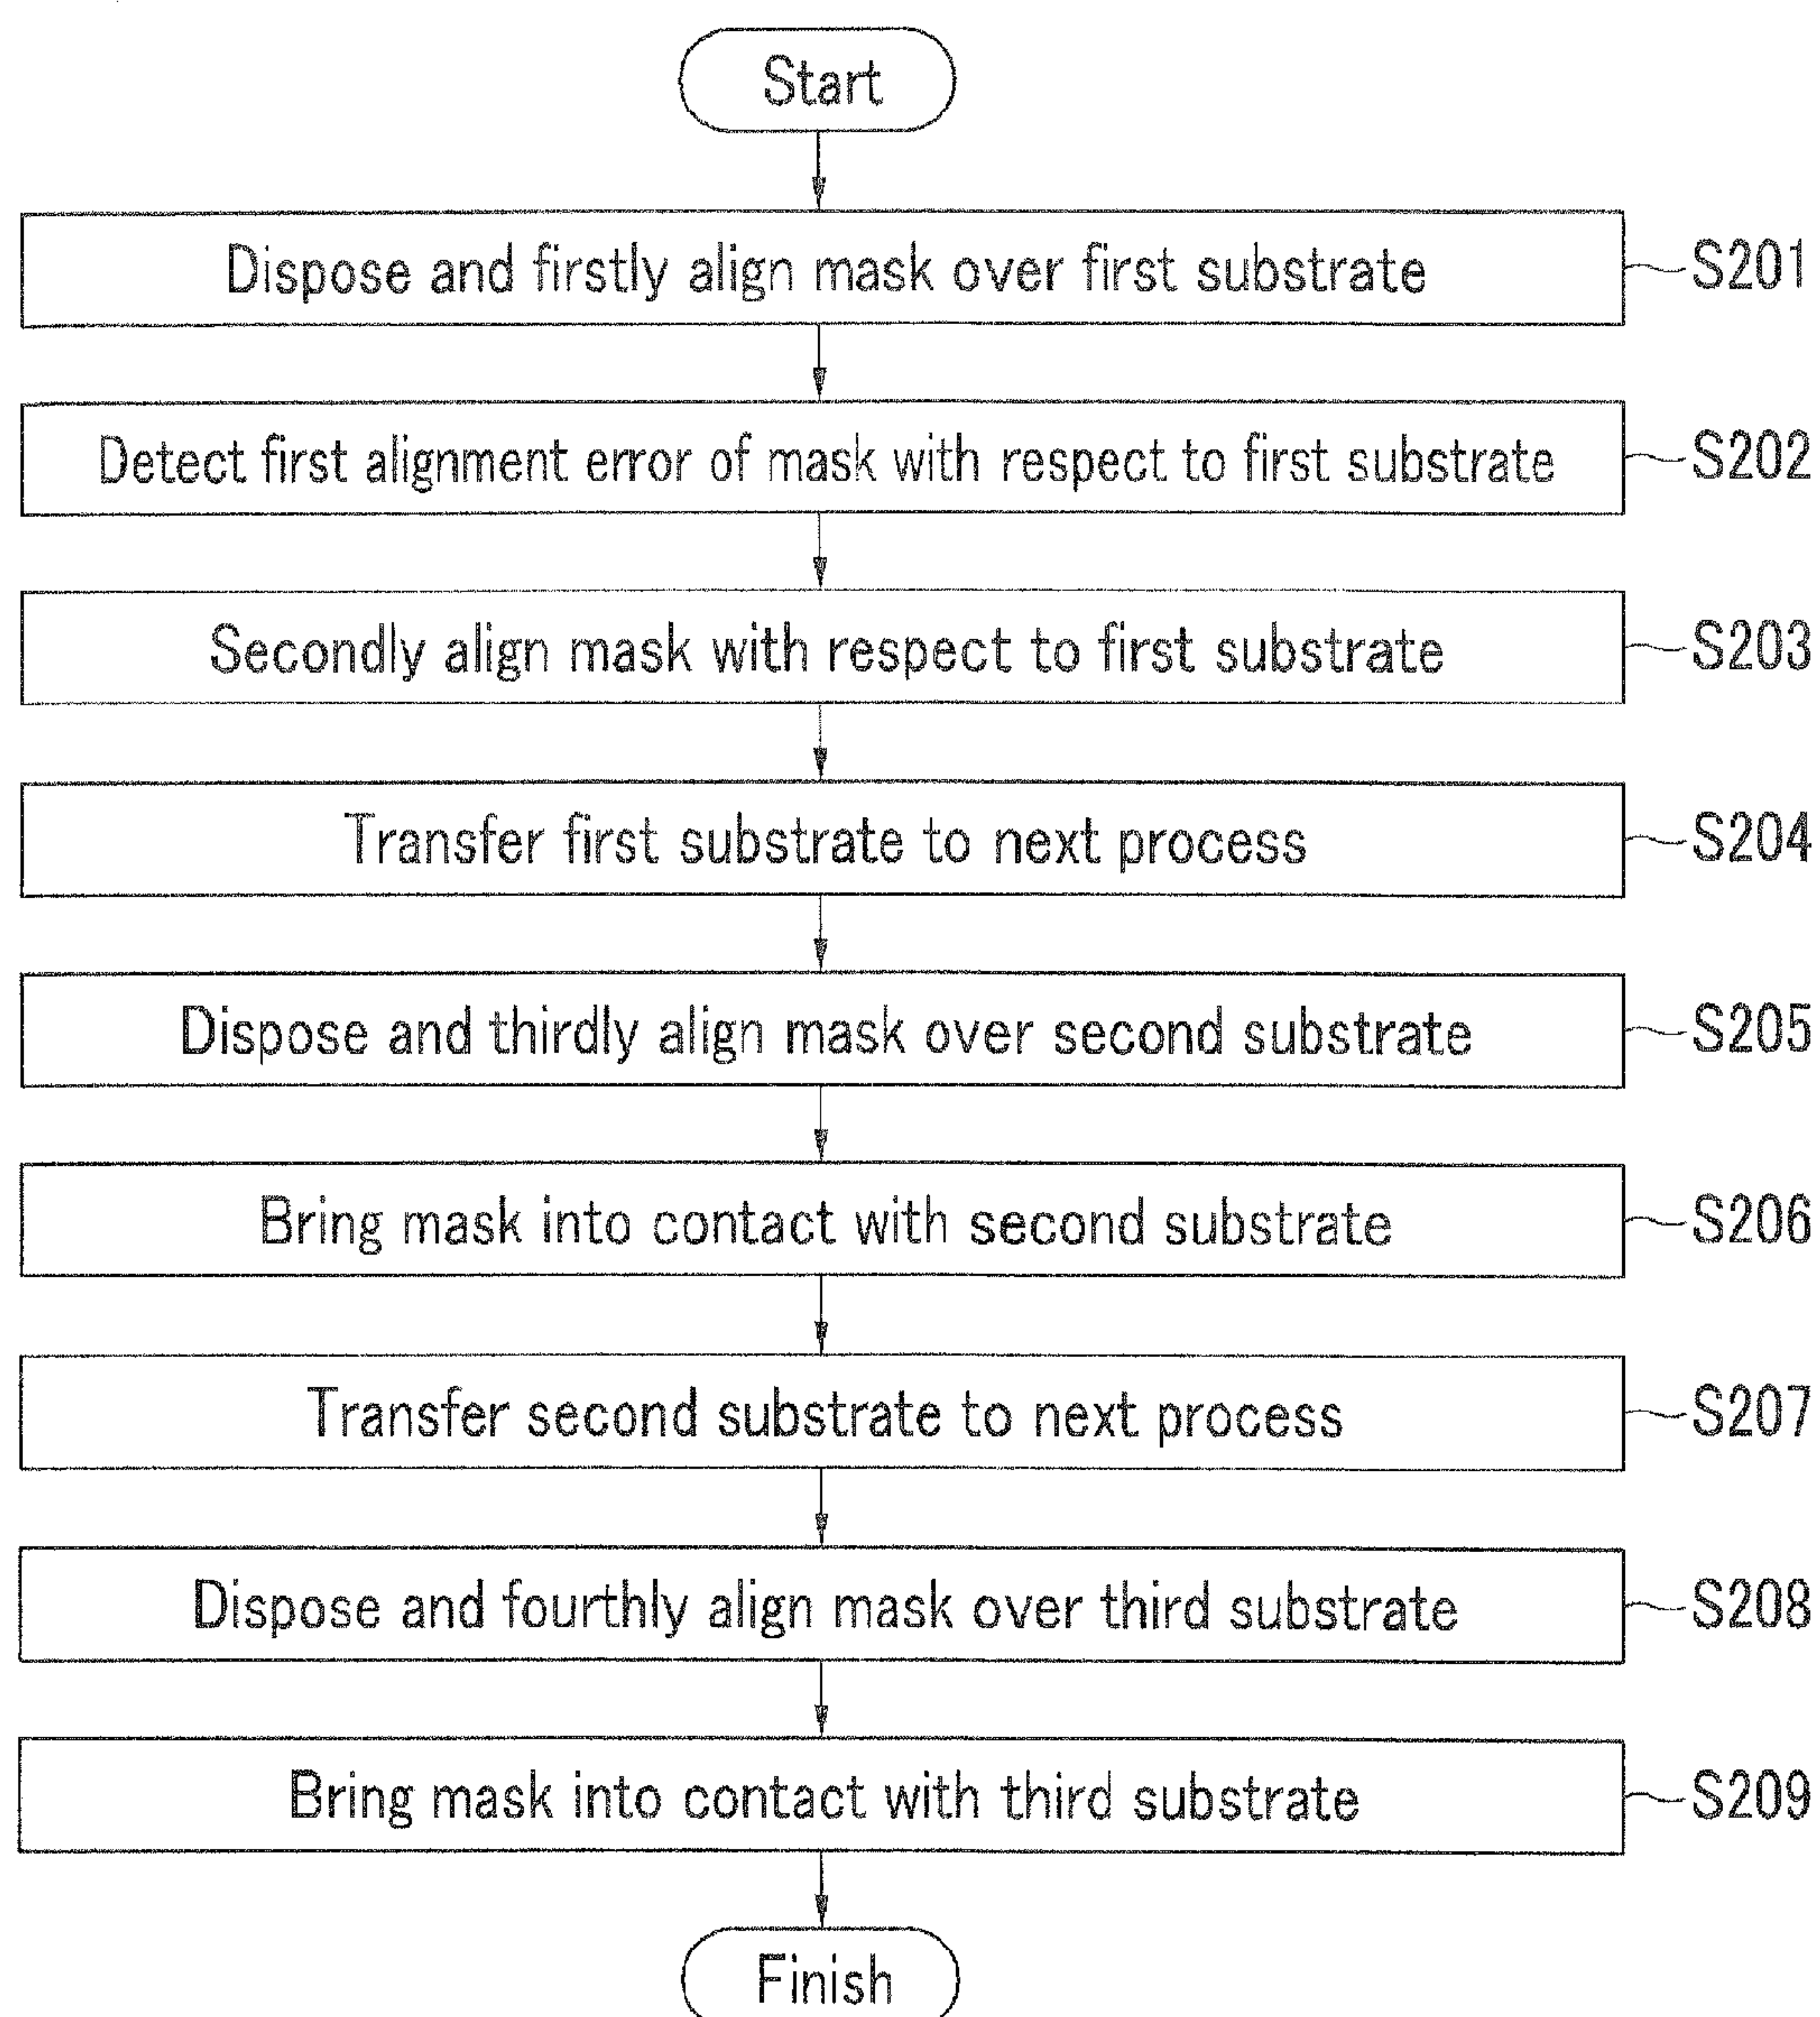 Start
Dispose and firstly align mask over first substrate S201
Detect first alignment error of mask with respect to first substrate S202
Secondly align mask with respect to first substrate S203
Transfer first substrate to next process S204
Dispose and thirdly align mask over second substrate S205
Bring mask into contact with second substrate S206
Transfer second substrate to next process S207
Dispose and fourthly align mask over third substrate S208
Bring mask into contact with third substrate S209
Finish